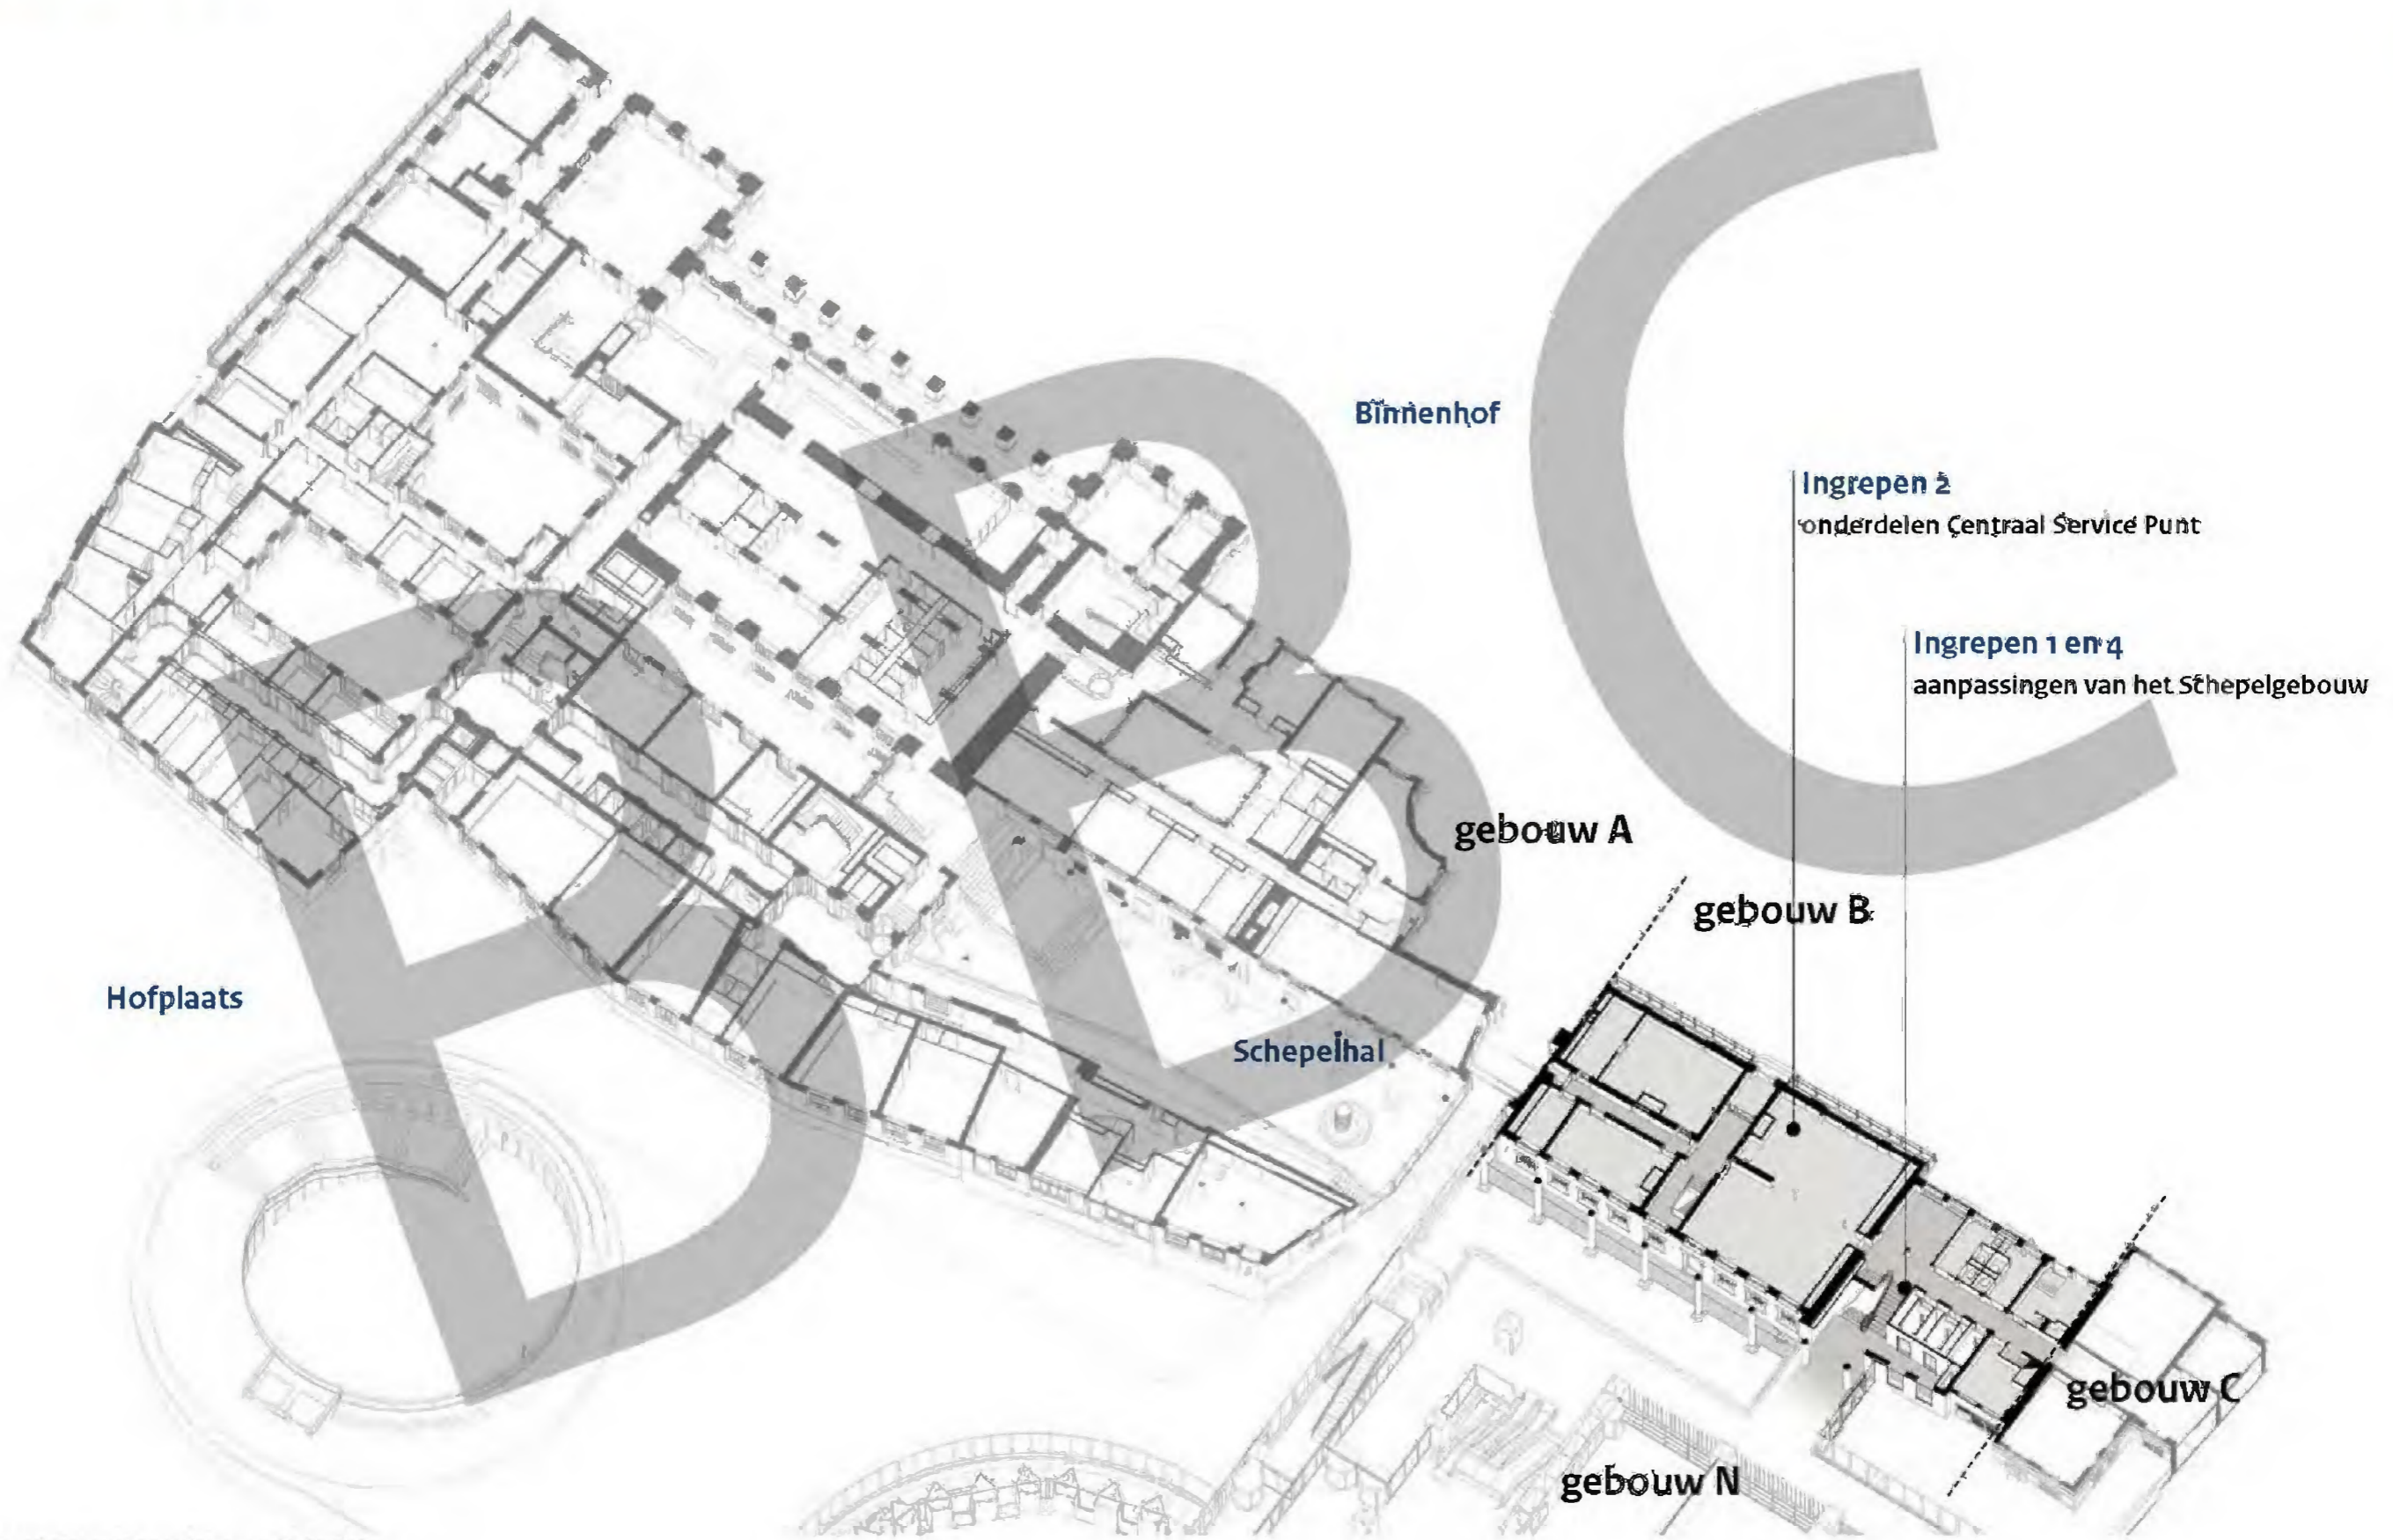 Binnenhof
Ingrepen 2
onderdelen Centraal Service Punt
Ingrepen 1 en 4
aanpassingen van het Schepelgebouw
gebouw A
gebouw B
Hofplaats
Schepelhal
gebouw C
gebouw N
B
B
C